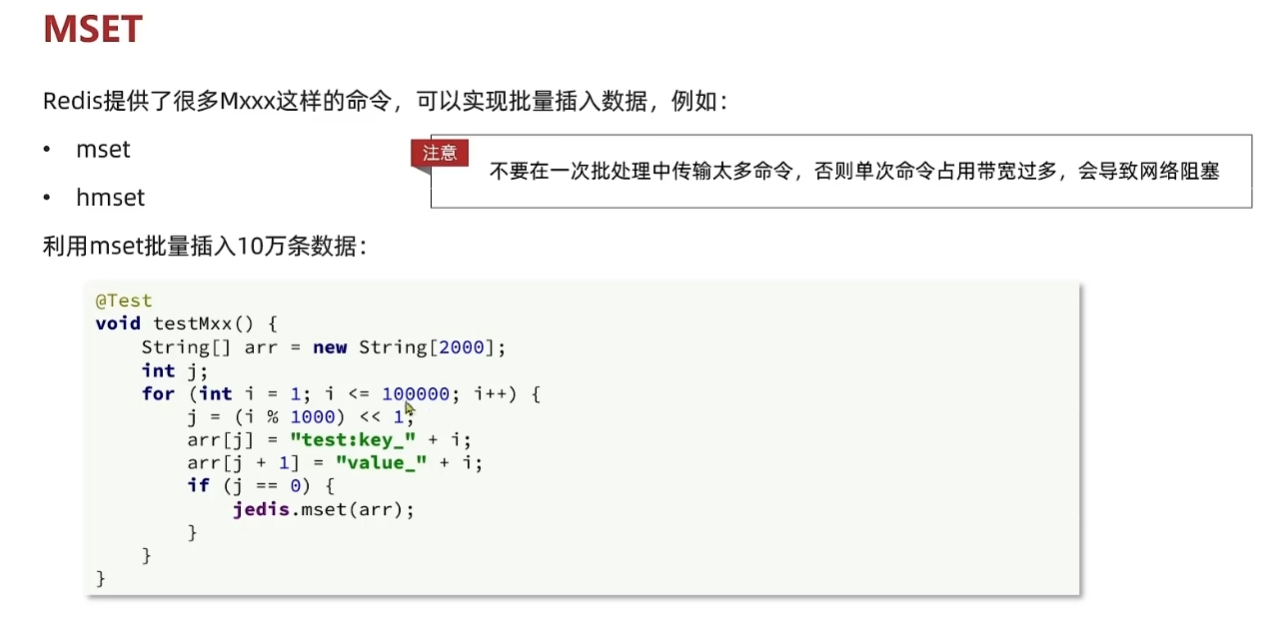 MSET
Redis提供了很多Mxxx这样的命令，可以实现批量插入数据，例如：
• mset
• hmset
注意
不要在一次批处理中传输太多命令，否则单次命令占用带宽过多，会导致网络阻塞
利用mset批量插入10万条数据：
@Test
void testMxx() {
    String[] arr = new String[2000];
    int j;
    for (int i = 1; i <= 100000; i++) {
        j = (i % 1000) << 1;
        arr[j] = "test:key_" + i;
        arr[j + 1] = "value_" + i;
        if (j == 0) {
            jedis.mset(arr);
        }
    }
}